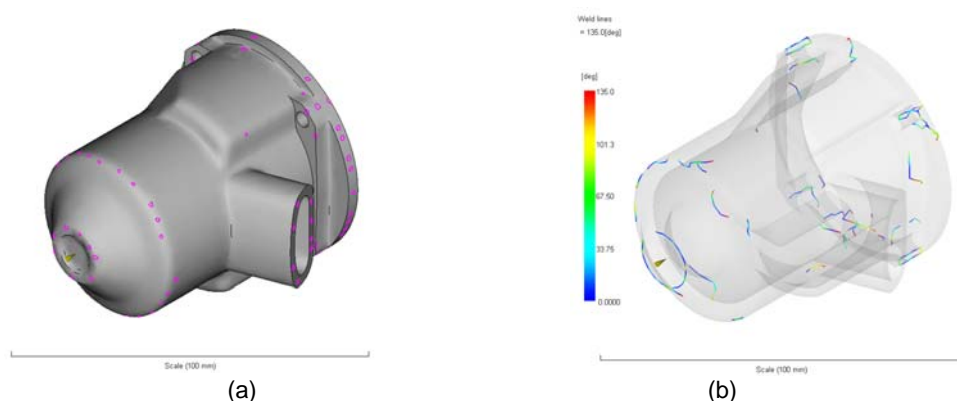 Weld lines
= 135.0[deg]
[deg]
135.0
101.3
67.50
33.75
0.0000
Scale (100 mm)
Scale (100 mm)
(a)
(b)